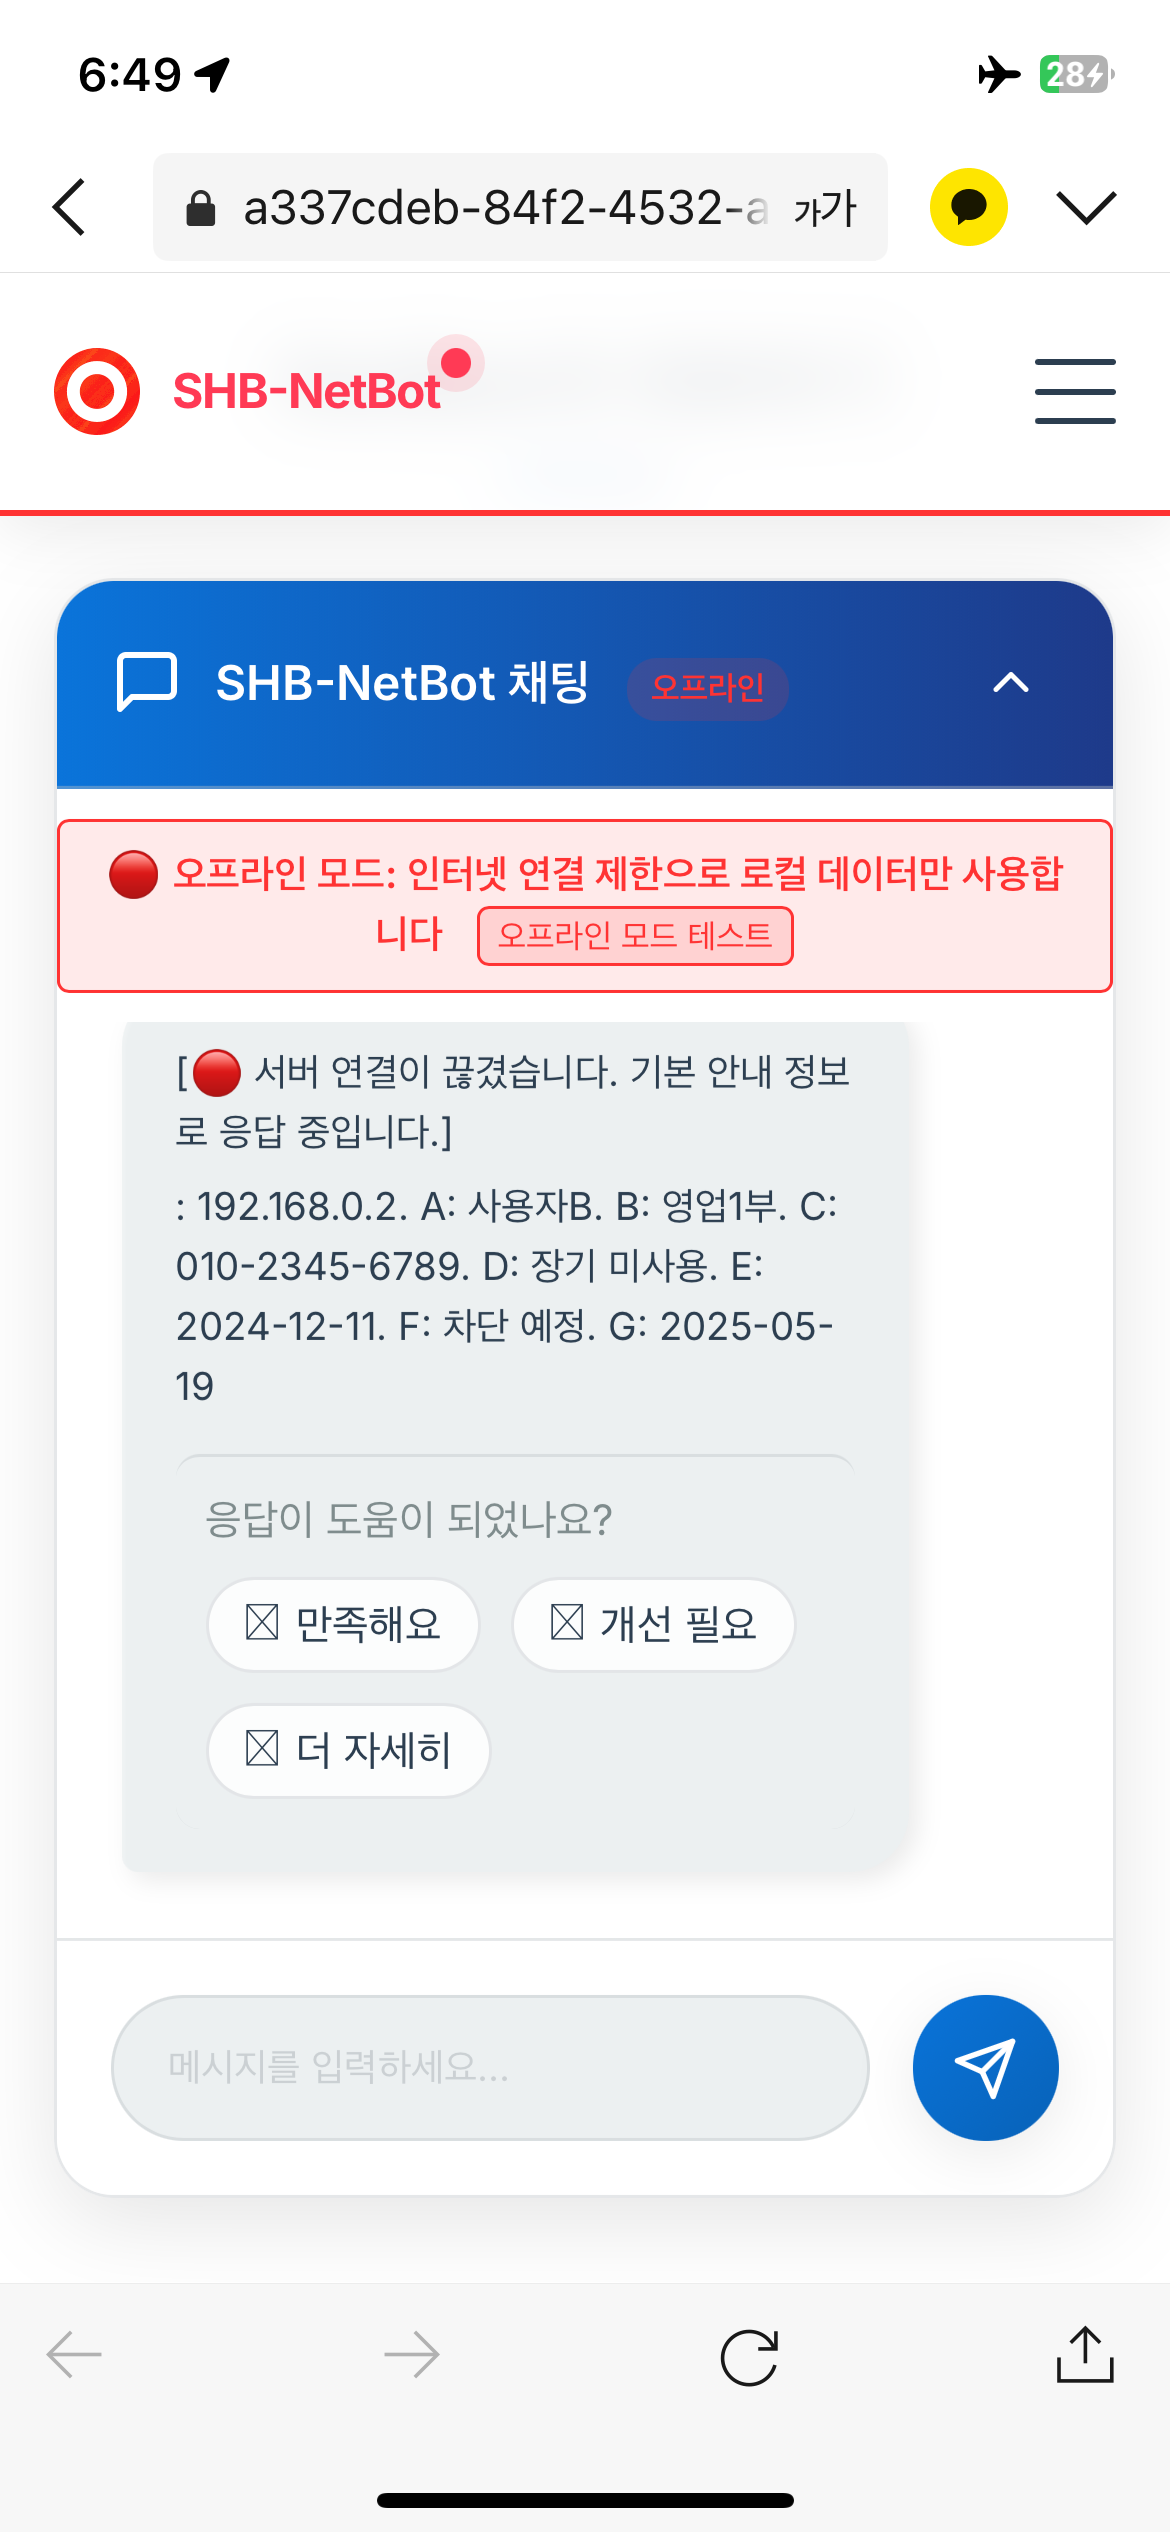 6:49
28
a337cdeb-84f2-4532-a
가가
SHB-NetBot
SHB-NetBot 채팅
오프라인
🔴 오프라인 모드: 인터넷 연결 제한으로 로컬 데이터만 사용합
니다 오프라인 모드 테스트
[🔴 서버 연결이 끊겼습니다. 기본 안내 정보
로 응답 중입니다.]
: 192.168.0.2. A: 사용자B. B: 영업1부. C:
010-2345-6789. D: 장기 미사용. E:
2024-12-11. F: 차단 예정. G: 2025-05-
19
응답이 도움이 되었나요?
만족해요
개선 필요
더 자세히
메시지를 입력하세요...